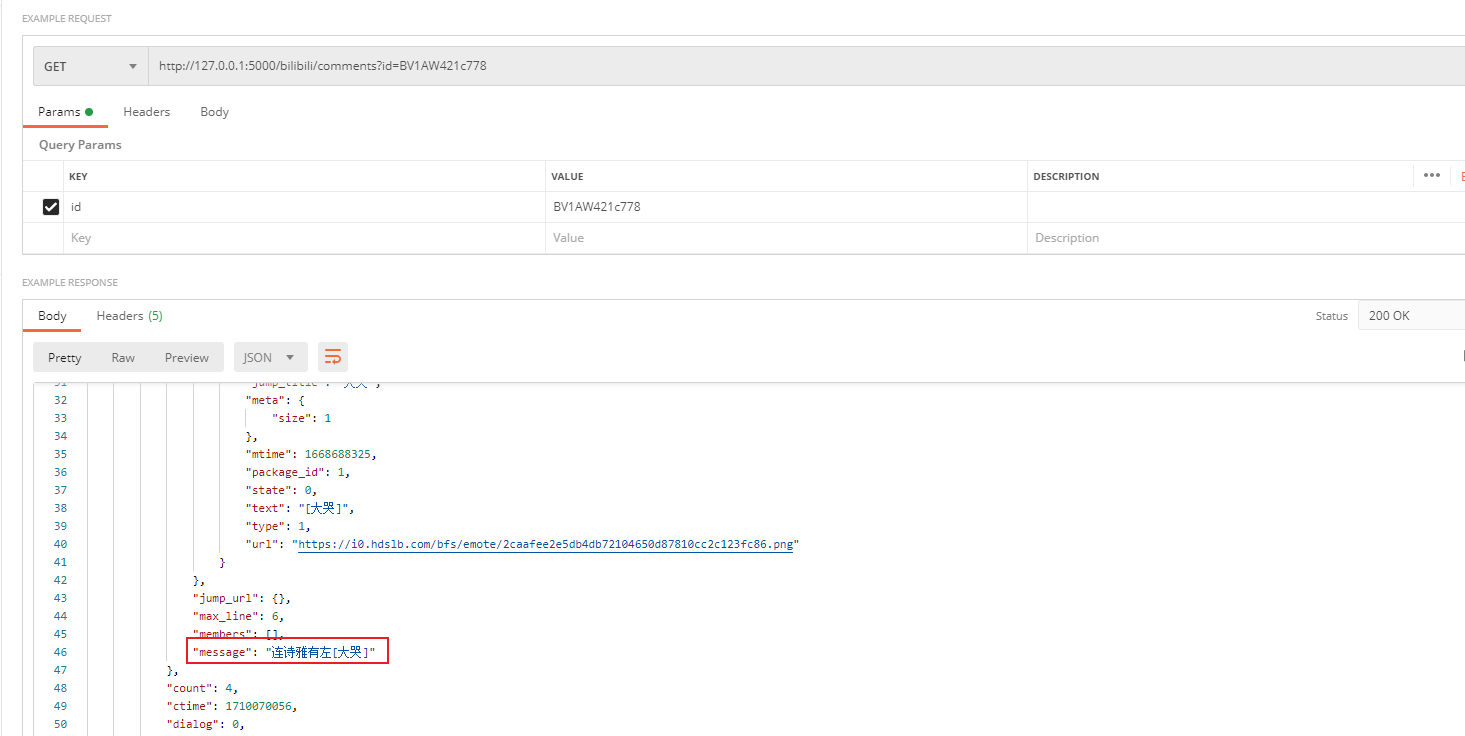 EXAMPLE REQUEST
GET http://127.0.0.1:5000/bilibili/comments?id=BV1AW421c778
Params Headers Body
Query Params
KEY VALUE DESCRIPTION •••
id BV1AW421c778
Key Value Description
EXAMPLE RESPONSE
Body Headers (5) Status 200 OK
Pretty Raw Preview JSON
31 "jump_title": "大哭",
32 "meta": {
33 "size": 1
34 },
35 "mtime": 1668688325,
36 "package_id": 1,
37 "state": 0,
38 "text": "[大哭]",
39 "type": 1,
40 "url": "https://i0.hdslb.com/bfs/emote/2caafee2e5db4db72104650d87810cc2c123fc86.png"
41 }
42 },
43 "jump_url": {},
44 "max_line": 6,
45 "members": [],
46 "message": "连诗雅有左[大哭]"
47 },
48 "count": 4,
49 "ctime": 1710070056,
50 "dialog": 0,